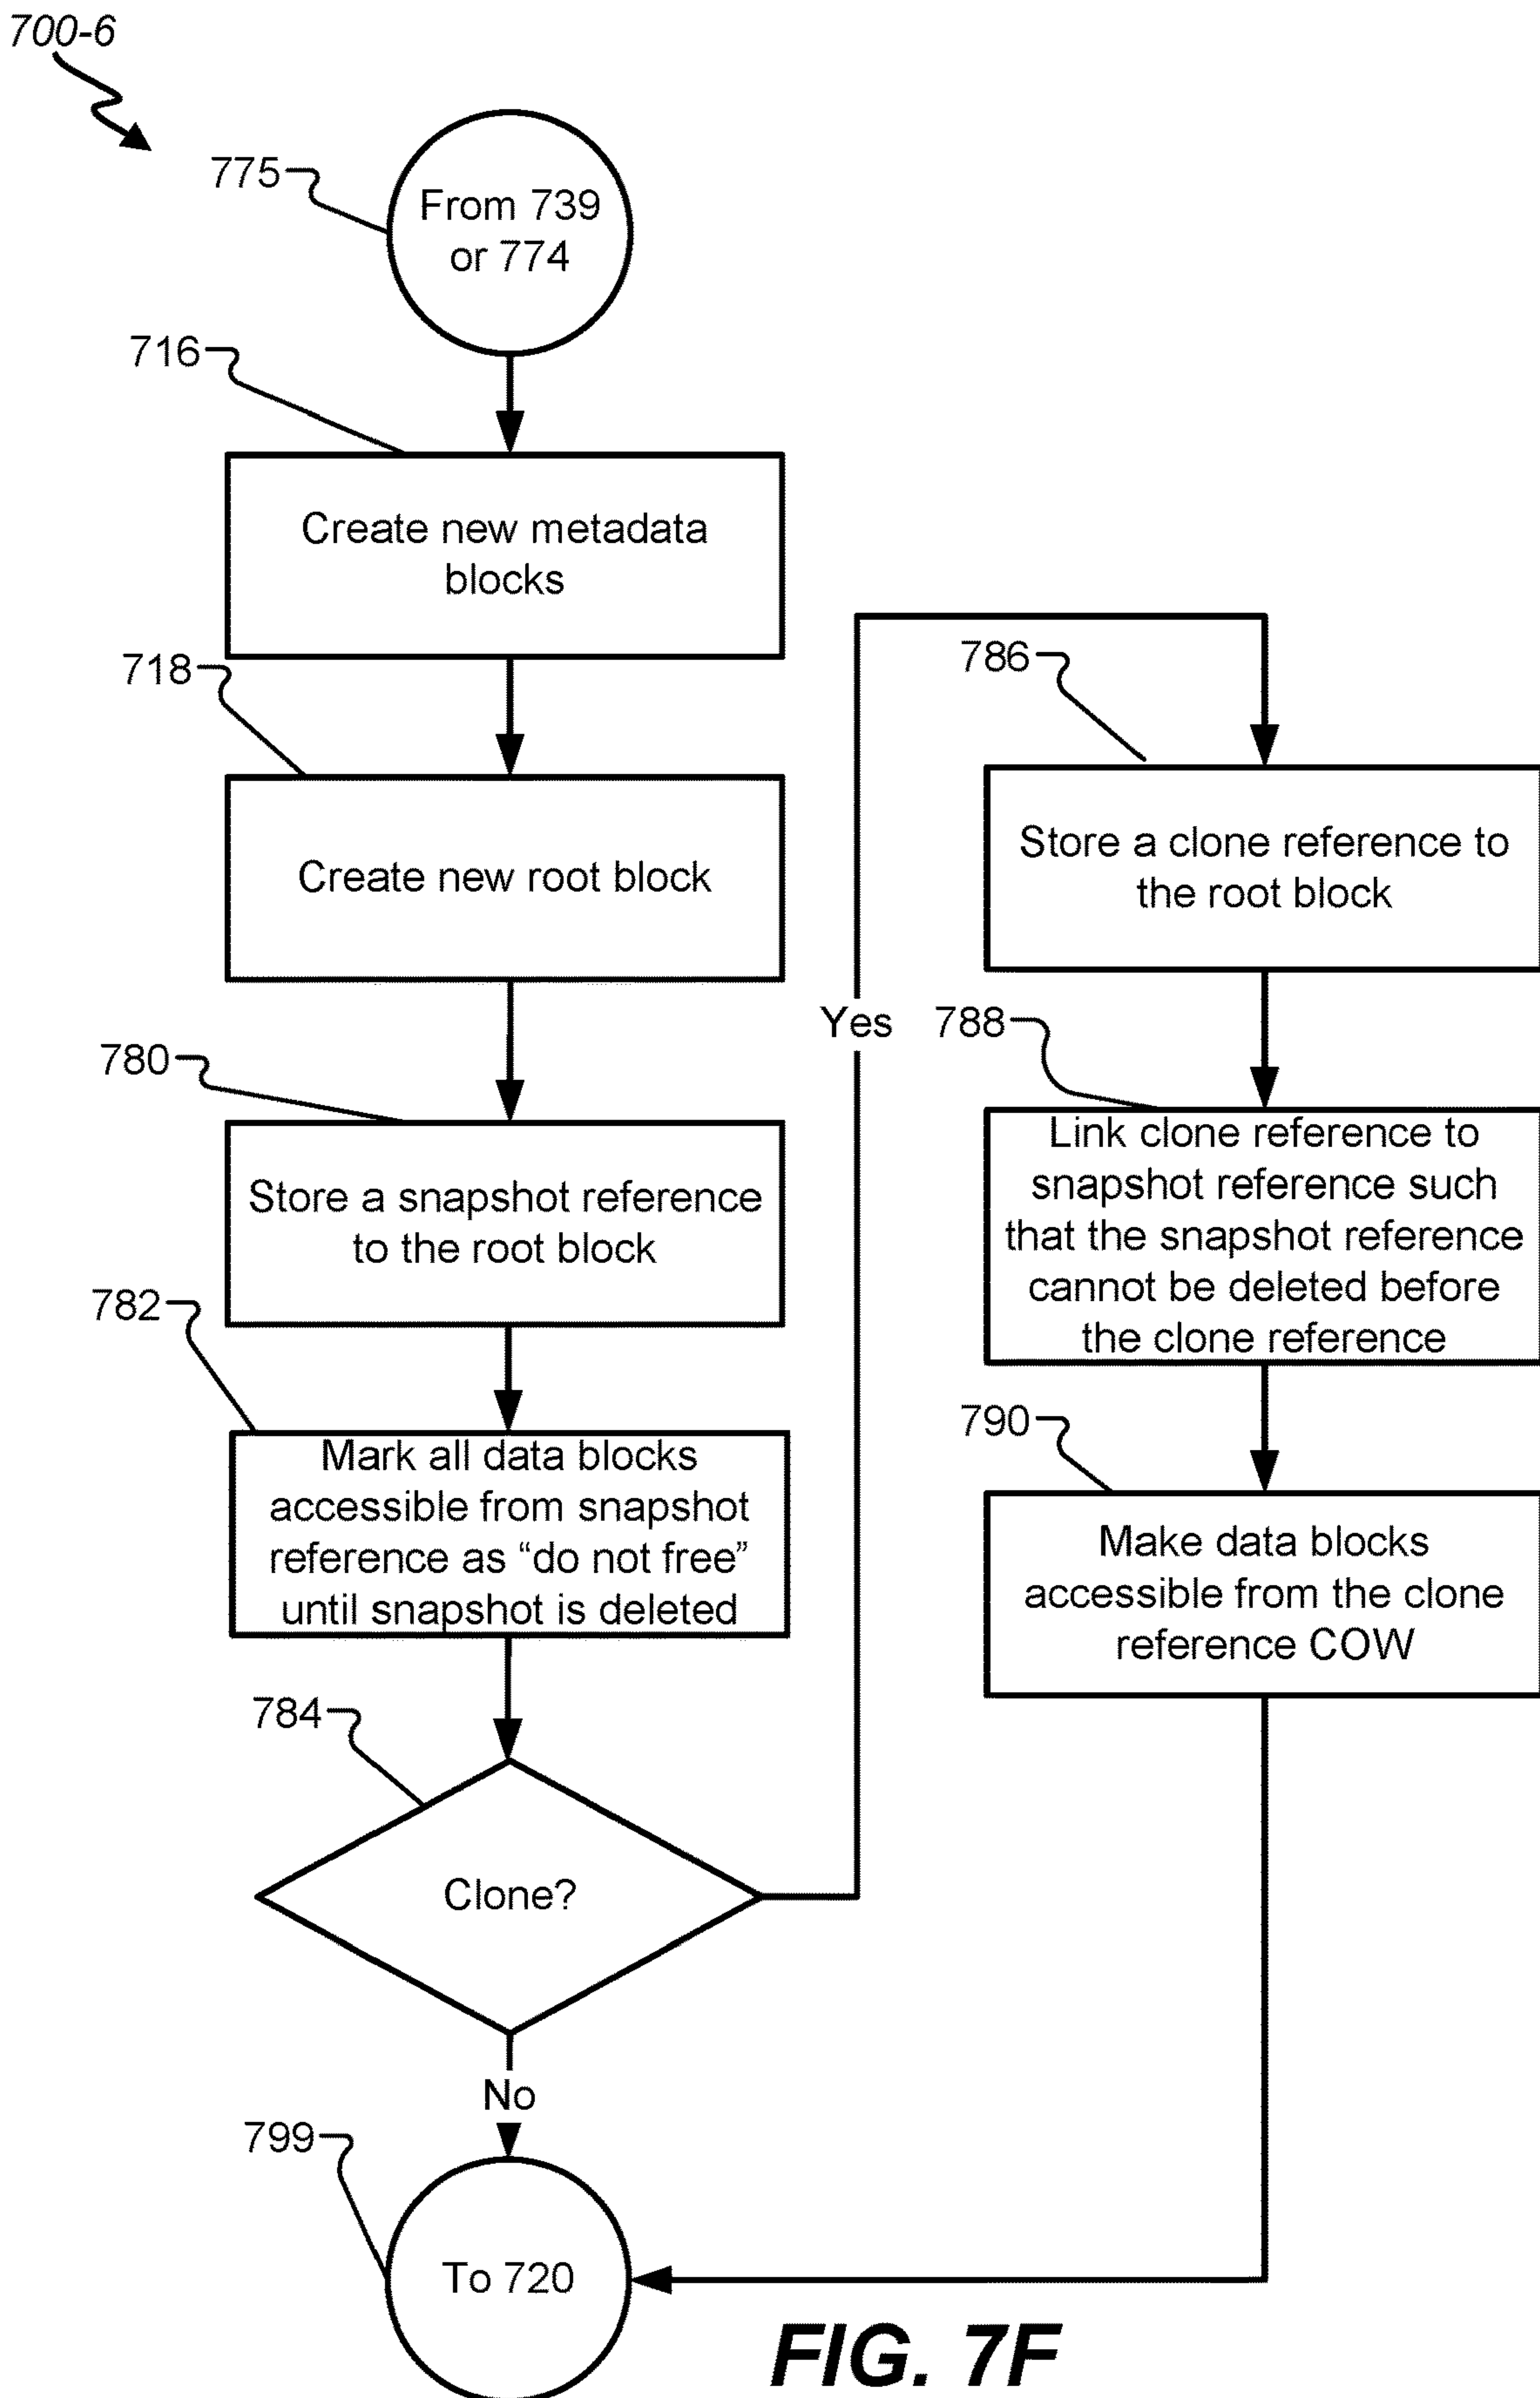 700-6
775
From 739
or 774
716
Create new metadata
blocks
718
Create new root block
780
Store a snapshot reference
to the root block
782
Mark all data blocks
accessible from snapshot
reference as “do not free”
until snapshot is deleted
784
Clone?
Yes
No
786
Store a clone reference to
the root block
788
Link clone reference to
snapshot reference such
that the snapshot reference
cannot be deleted before
the clone reference
790
Make data blocks
accessible from the clone
reference COW
799
To 720
FIG. 7F